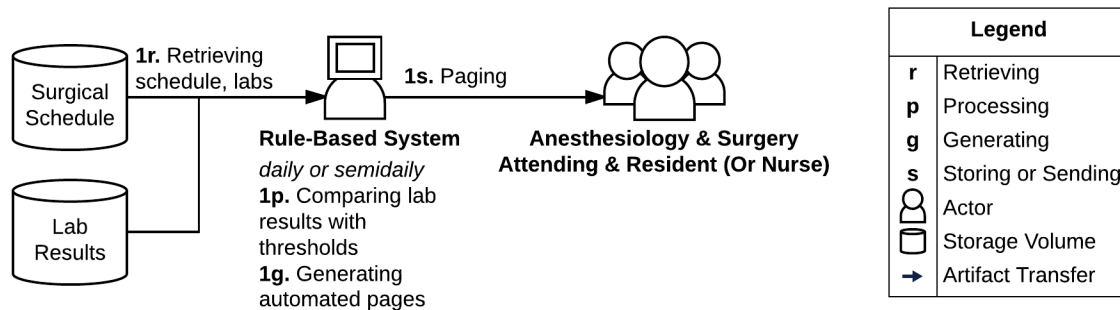 1r. Retrieving
schedule, labs
Surgical
Schedule
Lab
Results
1s. Paging
Rule-Based System
daily or semidaily
1p. Comparing lab
results with
thresholds
1g. Generating
automated pages
Anesthesiology & Surgery
Attending & Resident (Or Nurse)
Legend
r Retrieving
p Processing
g Generating
s Storing or Sending
Actor
Storage Volume
Artifact Transfer